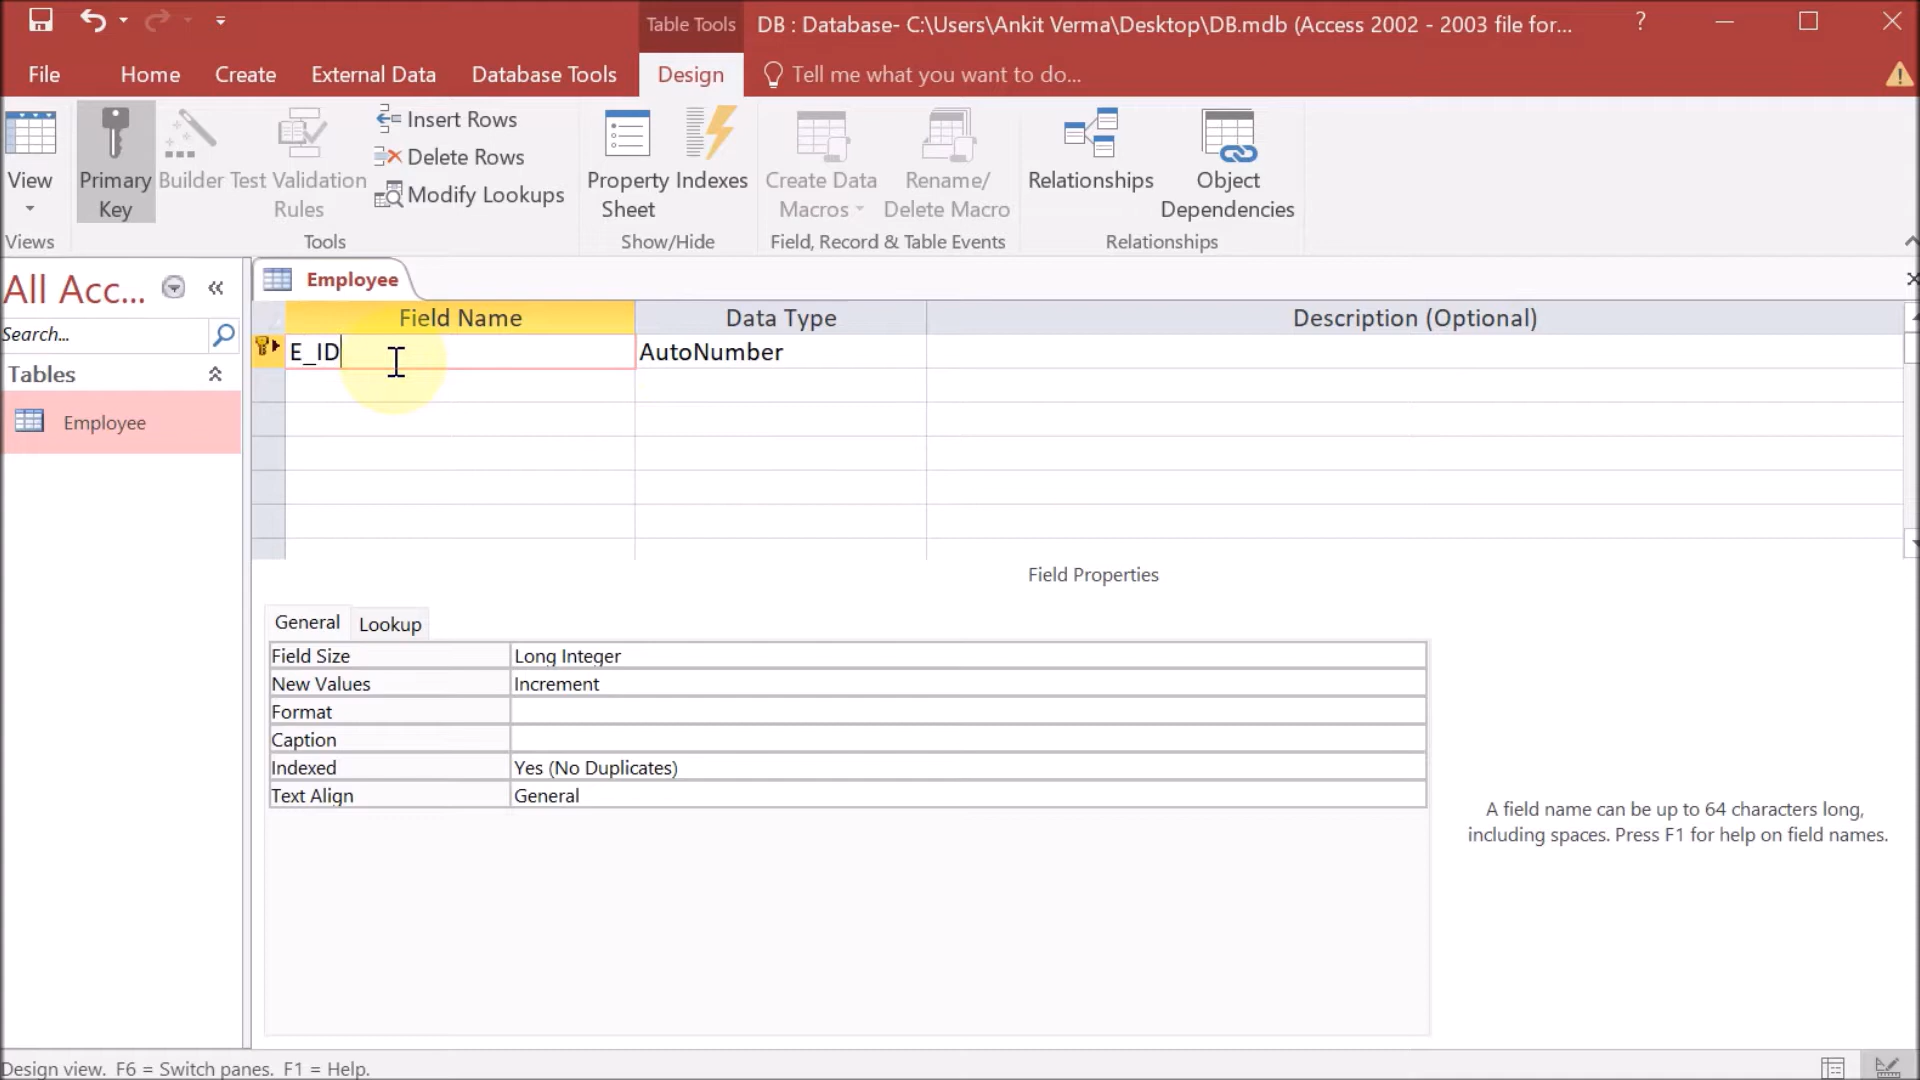 Table Tools
DB : Database- C:\Users\Ankit Verma\Desktop\DB.mdb (Access 2002 - 2003 file for...
?
File
Home
Create
External Data
Database Tools
Design
Tell me what you want to do...
View
Primary Key
Builder
Test Validation Rules
Insert Rows
Delete Rows
Modify Lookups
Property Sheet
Indexes
Create Data Macros
Rename/ Delete Macro
Relationships
Object Dependencies
Views
Tools
Show/Hide
Field, Record & Table Events
Relationships
All Acc...
Search...
Tables
Employee
Employee
Field Name
Data Type
Description (Optional)
E_ID
AutoNumber
Field Properties
General
Lookup
Field Size
Long Integer
New Values
Increment
Format
Caption
Indexed
Yes (No Duplicates)
Text Align
General
A field name can be up to 64 characters long,
including spaces. Press F1 for help on field names.
Design view. F6 = Switch panes. F1 = Help.